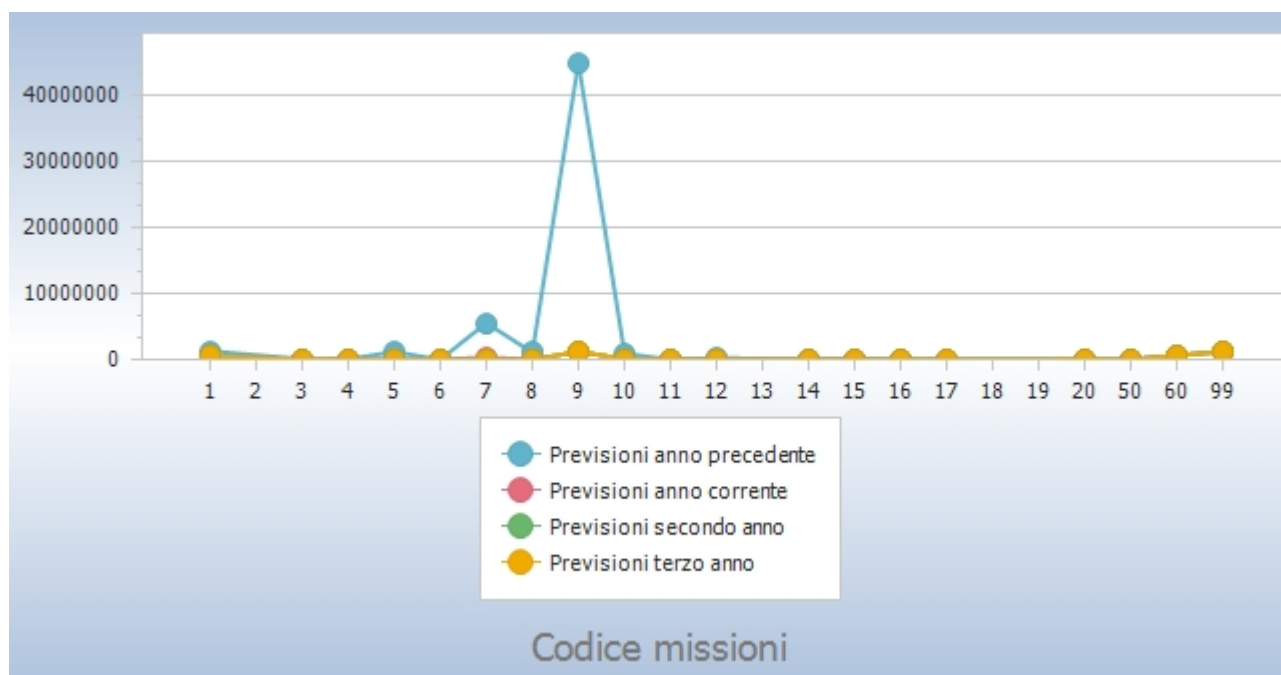 40000000
30000000
20000000
10000000
0
1 2 3 4 5 6 7 8 9 10 11 12 13 14 15 16 17 18 19 20 50 60 99
Previsioni anno precedente
Previsioni anno corrente
Previsioni secondo anno
Previsioni terzo anno
Codice missioni